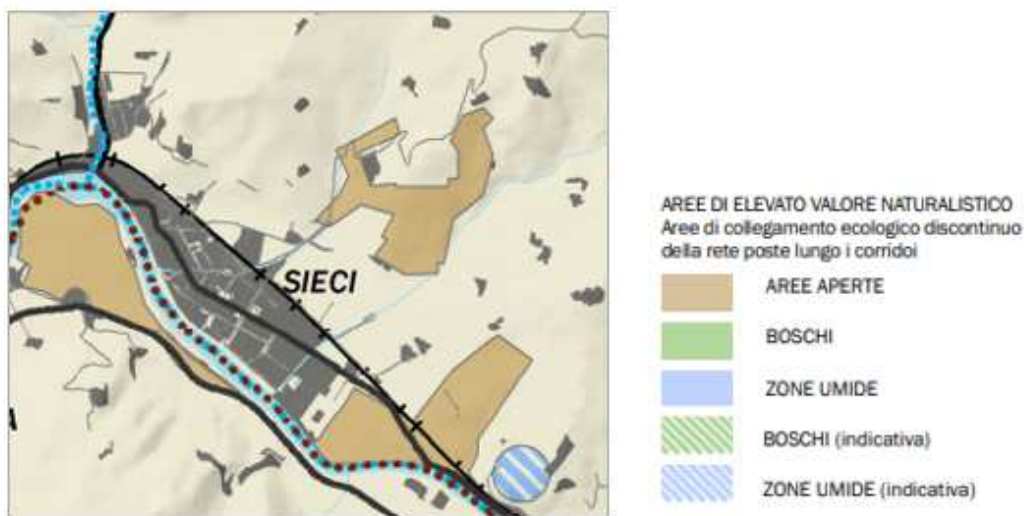 SIECI
A
AREE DI ELEVATO VALORE NATURALISTICO
Aree di collegamento ecologico discontinuo
della rete poste lungo i corridoi
AREE APERTE
BOSCHI
ZONE UMIDE
BOSCHI (indicativa)
ZONE UMIDE (indicativa)